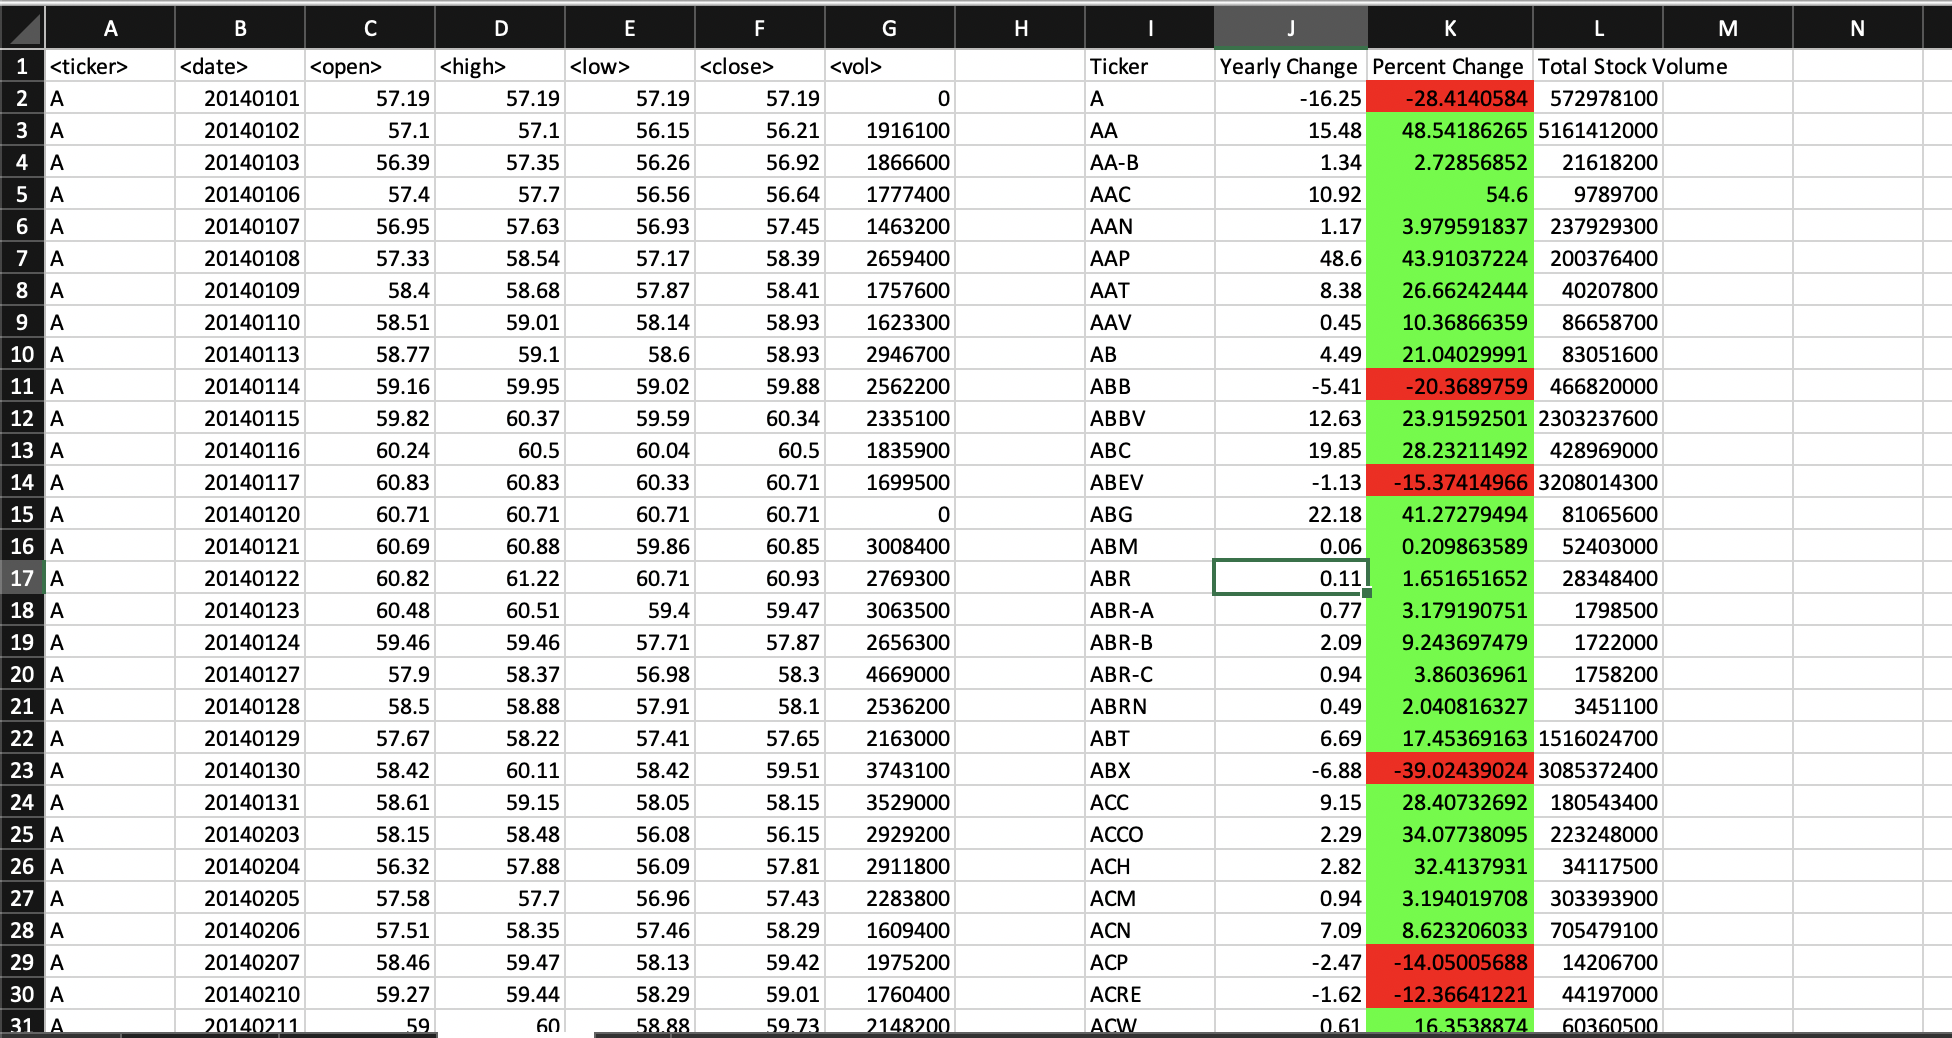 A B C D E F G H I J K L M N
1 <ticker> <date> <open> <high> <low> <close> <vol> Ticker Yearly Change Percent Change Total Stock Volume
2 A 20140101 57.19 57.19 57.19 57.19 0 A -16.25 -28.4140584 572978100
3 A 20140102 57.1 57.1 56.15 56.21 1916100 AA 15.48 48.54186265 5161412000
4 A 20140103 56.39 57.35 56.26 56.92 1866600 AA-B 1.34 2.72856852 21618200
5 A 20140106 57.4 57.7 56.56 56.64 1777400 AAC 10.92 54.6 9789700
6 A 20140107 56.95 57.63 56.93 57.45 1463200 AAN 1.17 3.979591837 237929300
7 A 20140108 57.33 58.54 57.17 58.39 2659400 AAP 48.6 43.91037224 200376400
8 A 20140109 58.4 58.68 57.87 58.41 1757600 AAT 8.38 26.66242444 40207800
9 A 20140110 58.51 59.01 58.14 58.93 1623300 AAV 0.45 10.36866359 86658700
10 A 20140113 58.77 59.1 58.6 58.93 2946700 AB 4.49 21.04029991 83051600
11 A 20140114 59.16 59.95 59.02 59.88 2562200 ABB -5.41 -20.3689759 466820000
12 A 20140115 59.82 60.37 59.59 60.34 2335100 ABBV 12.63 23.91592501 2303237600
13 A 20140116 60.24 60.5 60.04 60.5 1835900 ABC 19.85 28.23211492 428969000
14 A 20140117 60.83 60.83 60.33 60.71 1699500 ABEV -1.13 -15.37414966 3208014300
15 A 20140120 60.71 60.71 60.71 60.71 0 ABG 22.18 41.27279494 81065600
16 A 20140121 60.69 60.88 59.86 60.85 3008400 ABM 0.06 0.209863589 52403000
17 A 20140122 60.82 61.22 60.71 60.93 2769300 ABR 0.11 1.651651652 28348400
18 A 20140123 60.48 60.51 59.4 59.47 3063500 ABR-A 0.77 3.179190751 1798500
19 A 20140124 59.46 59.46 57.71 57.87 2656300 ABR-B 2.09 9.243697479 1722000
20 A 20140127 57.9 58.37 56.98 58.3 4669000 ABR-C 0.94 3.86036961 1758200
21 A 20140128 58.5 58.88 57.91 58.1 2536200 ABRN 0.49 2.040816327 3451100
22 A 20140129 57.67 58.22 57.41 57.65 2163000 ABT 6.69 17.45369163 1516024700
23 A 20140130 58.42 60.11 58.42 59.51 3743100 ABX -6.88 -39.02439024 3085372400
24 A 20140131 58.61 59.15 58.05 58.15 3529000 ACC 9.15 28.40732692 180543400
25 A 20140203 58.15 58.48 56.08 56.15 2929200 ACCO 2.29 34.07738095 223248000
26 A 20140204 56.32 57.88 56.09 57.81 2911800 ACH 2.82 32.4137931 34117500
27 A 20140205 57.58 57.7 56.96 57.43 2283800 ACM 0.94 3.194019708 303393900
28 A 20140206 57.51 58.35 57.46 58.29 1609400 ACN 7.09 8.623206033 705479100
29 A 20140207 58.46 59.47 58.13 59.42 1975200 ACP -2.47 -14.05005688 14206700
30 A 20140210 59.27 59.44 58.29 59.01 1760400 ACRE -1.62 -12.36641221 44197000
31 A 20140211 59 60 58.88 59.73 2148200 ACW 0.61 16.3538874 60360500